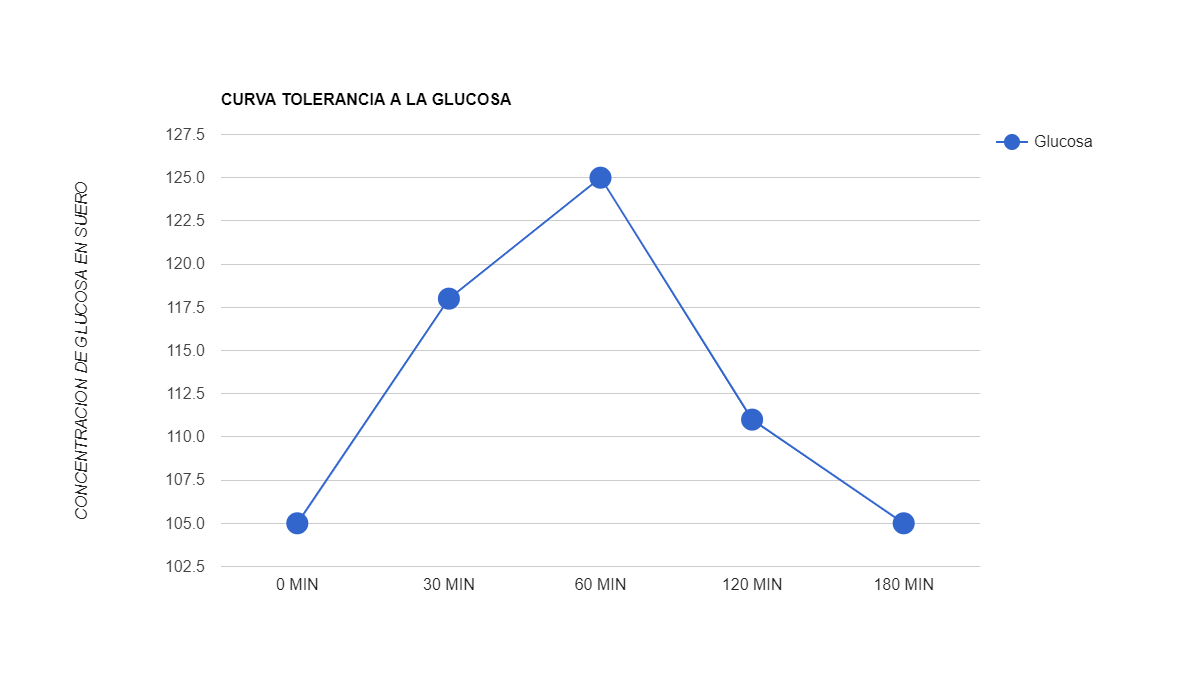 CURVA TOLERANCIA A LA GLUCOSA
CONCENTRACION DE GLUCOSA EN SUERO
127.5
125.0
122.5
120.0
117.5
115.0
112.5
110.0
107.5
105.0
102.5
0 MIN
30 MIN
60 MIN
120 MIN
180 MIN
Glucosa